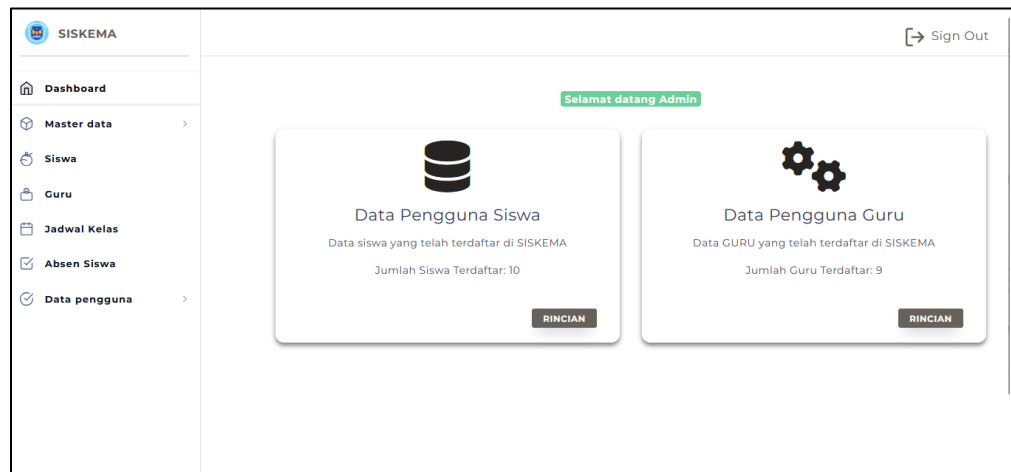 SISKEMA
Sign Out
Dashboard
Master data
Siswa
Guru
Jadwal Kelas
Absen Siswa
Data pengguna
Selamat datang Admin
Data Pengguna Siswa
Data siswa yang telah terdaftar di SISKEMA
Jumlah Siswa Terdaftar: 10
RINCIAN
Data Pengguna Guru
Data GURU yang telah terdaftar di SISKEMA
Jumlah Guru Terdaftar: 9
RINCIAN